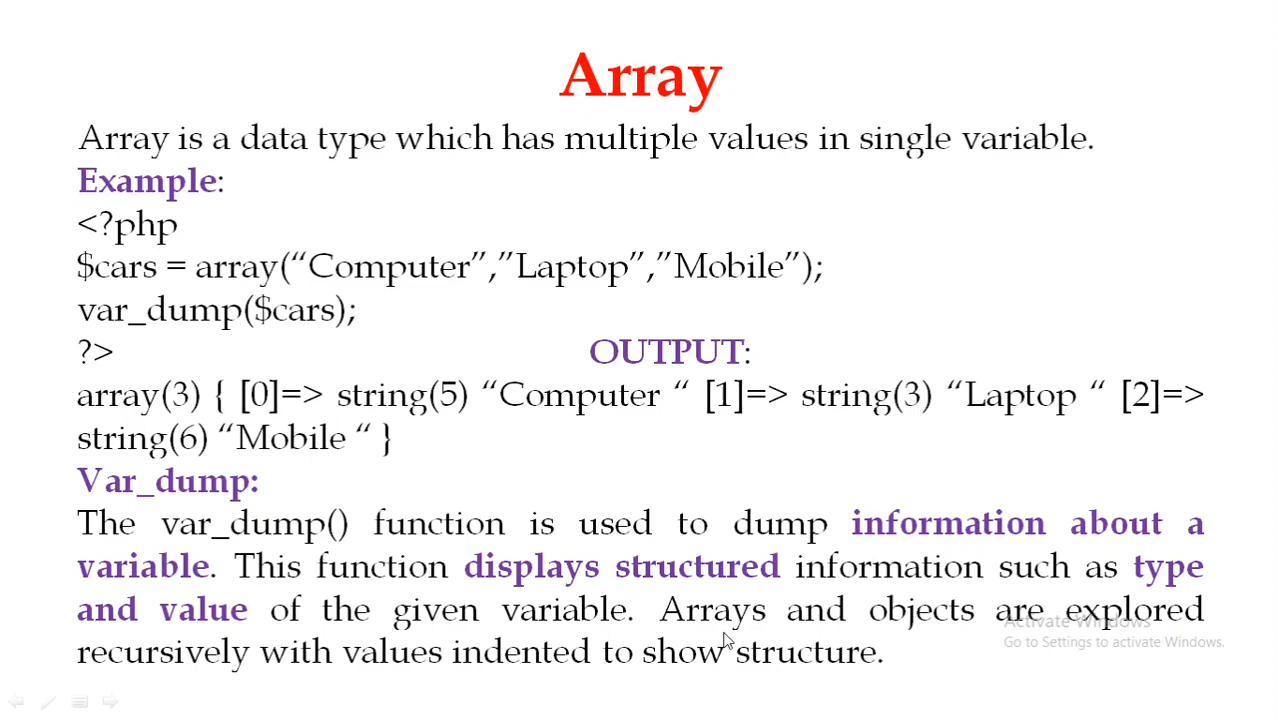 Array
Array is a data type which has multiple values in single variable.
Example:
<?php
$cars = array(“Computer”,”Laptop”,”Mobile”);
var_dump($cars);
?> OUTPUT:
array(3) { [0]=> string(5) “Computer “ [1]=> string(3) “Laptop “ [2]=>
string(6) “Mobile “ }
Var_dump:
The var_dump() function is used to dump information about a
variable. This function displays structured information such as type
and value of the given variable. Arrays and objects are explored
recursively with values indented to show structure.
Activate Windows
Go to Settings to activate Windows.